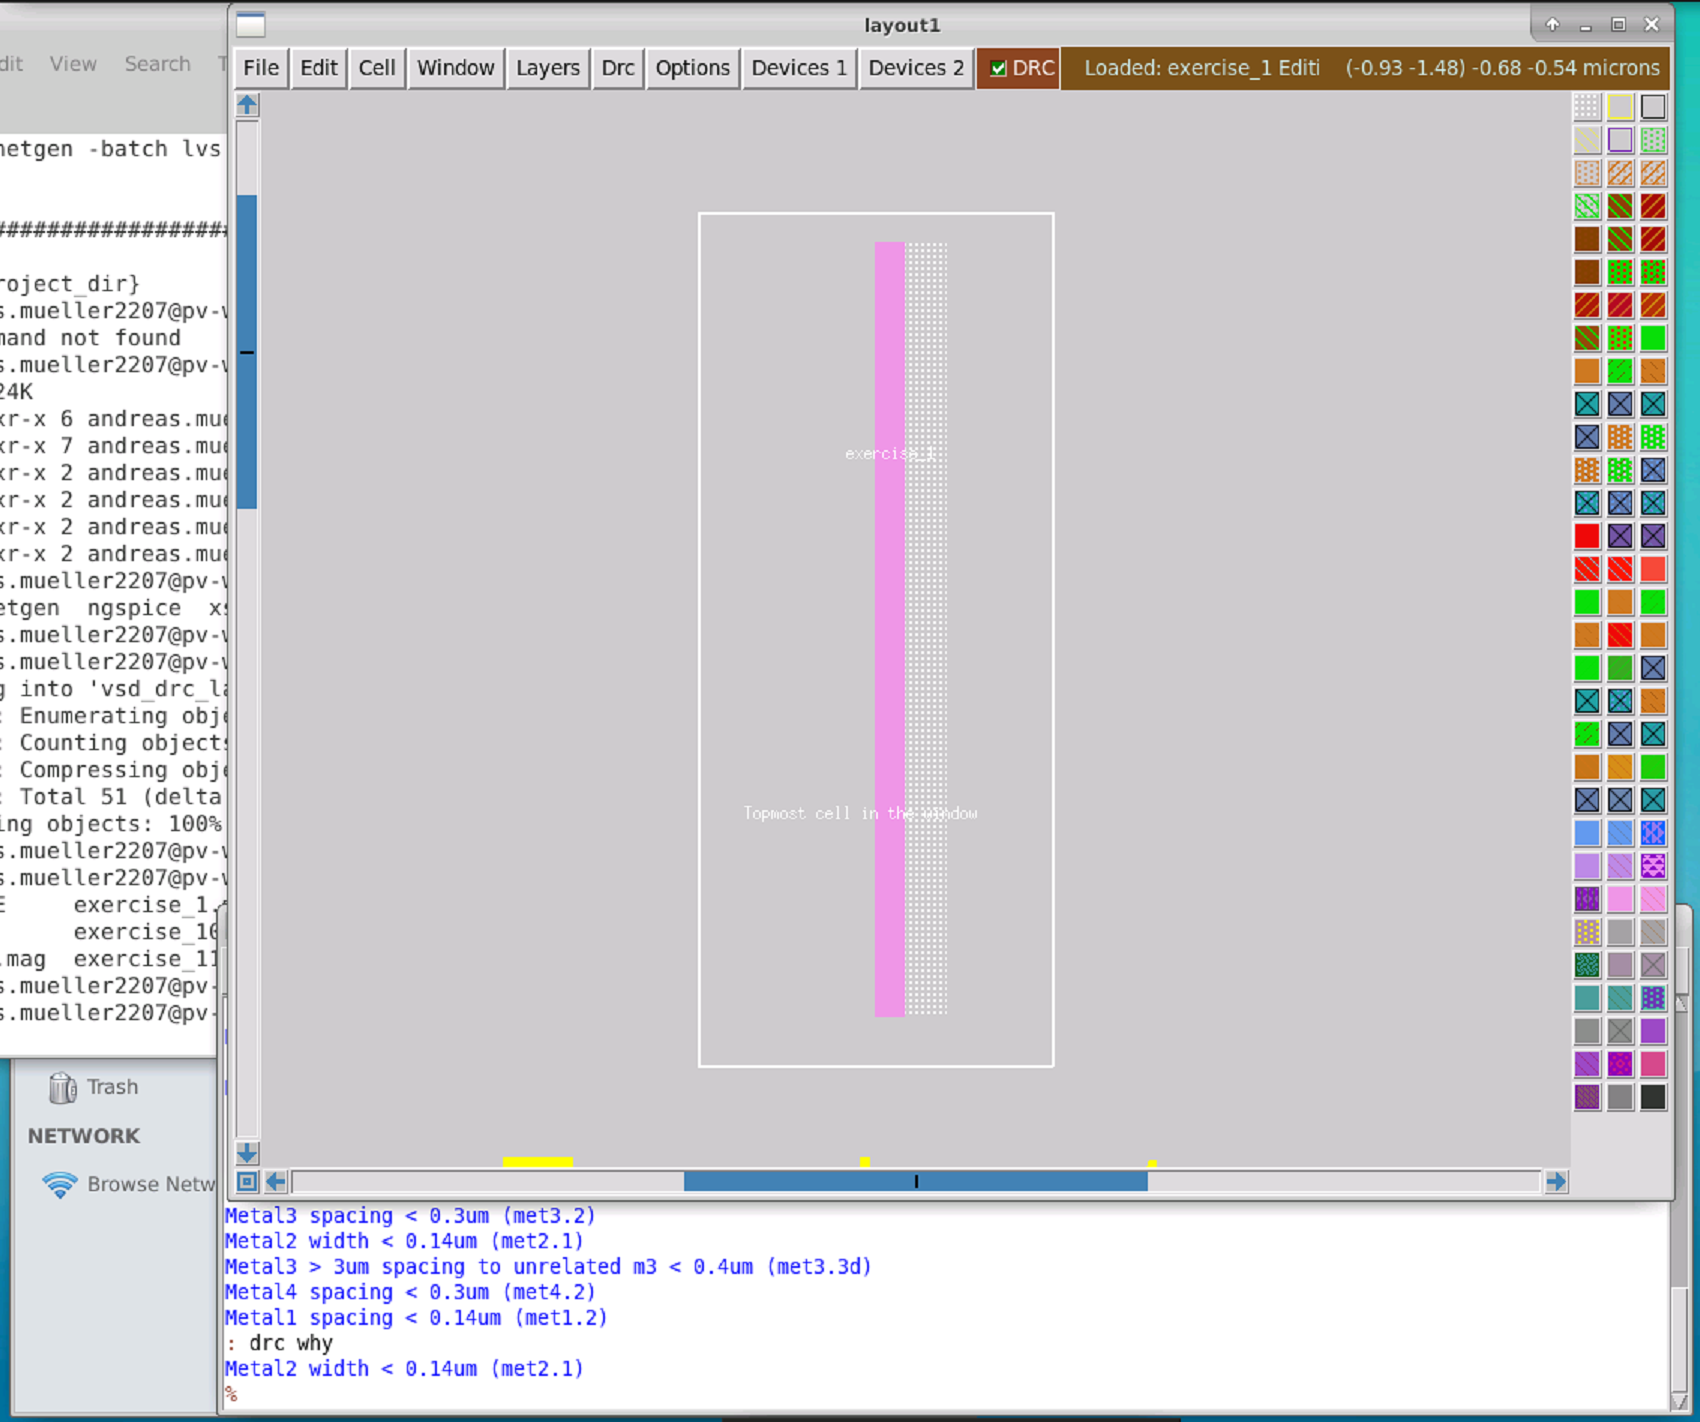 layout1
dit View Search T
File Edit Cell Window Layers Drc Options Devices 1 Devices 2 DRC Loaded: exercise_1 Editi (-0.93 -1.48) -0.68 -0.54 microns
netgen -batch lvs
#################
roject_dir}
s.mueller2207@pv-w
mand not found
s.mueller2207@pv-w
24K
xr-x 6 andreas.mue
xr-x 7 andreas.mue
xr-x 2 andreas.mue
xr-x 2 andreas.mue
xr-x 2 andreas.mue
xr-x 2 andreas.mue
s.mueller2207@pv-w
etgen ngspice xs
s.mueller2207@pv-w
s.mueller2207@pv-w
g into 'vsd_drc_la
: Enumerating obje
: Counting objects
: Compressing obje
: Total 51 (delta
ing objects: 100%
s.mueller2207@pv-w
s.mueller2207@pv-w
E exercise_1.
exercise_10
.mag exercise_11
s.mueller2207@pv-
s.mueller2207@pv-
exercise_1
Topmost cell in the window
Trash
NETWORK
Browse Netw
Metal3 spacing < 0.3um (met3.2)
Metal2 width < 0.14um (met2.1)
Metal3 > 3um spacing to unrelated m3 < 0.4um (met3.3d)
Metal4 spacing < 0.3um (met4.2)
Metal1 spacing < 0.14um (met1.2)
: drc why
Metal2 width < 0.14um (met2.1)
%